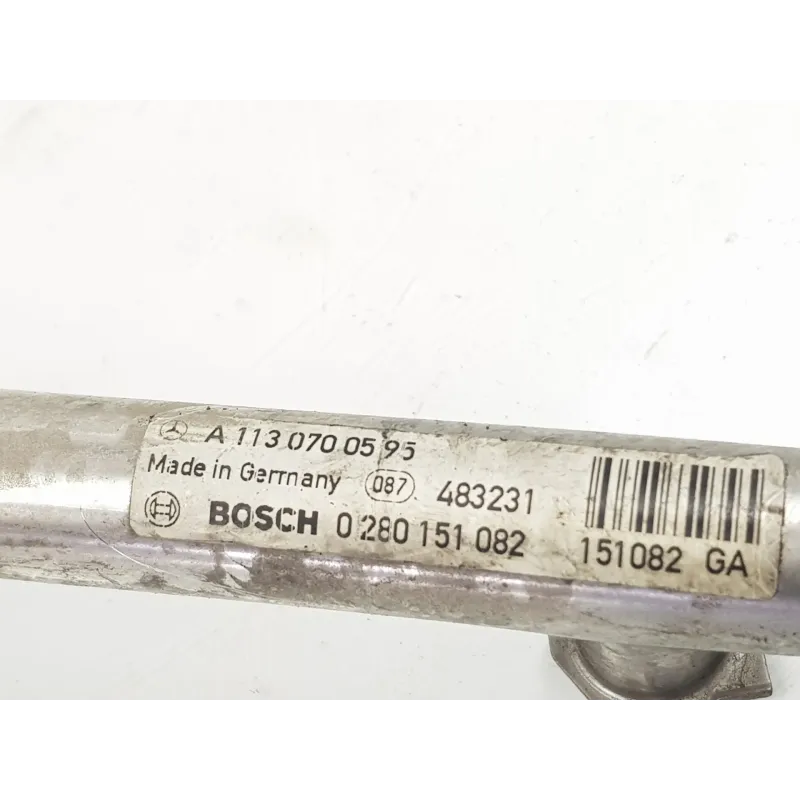 A 113 070 05 95
Made in Germany 087 483231
BOSCH 0 280 151 082
151082 GA